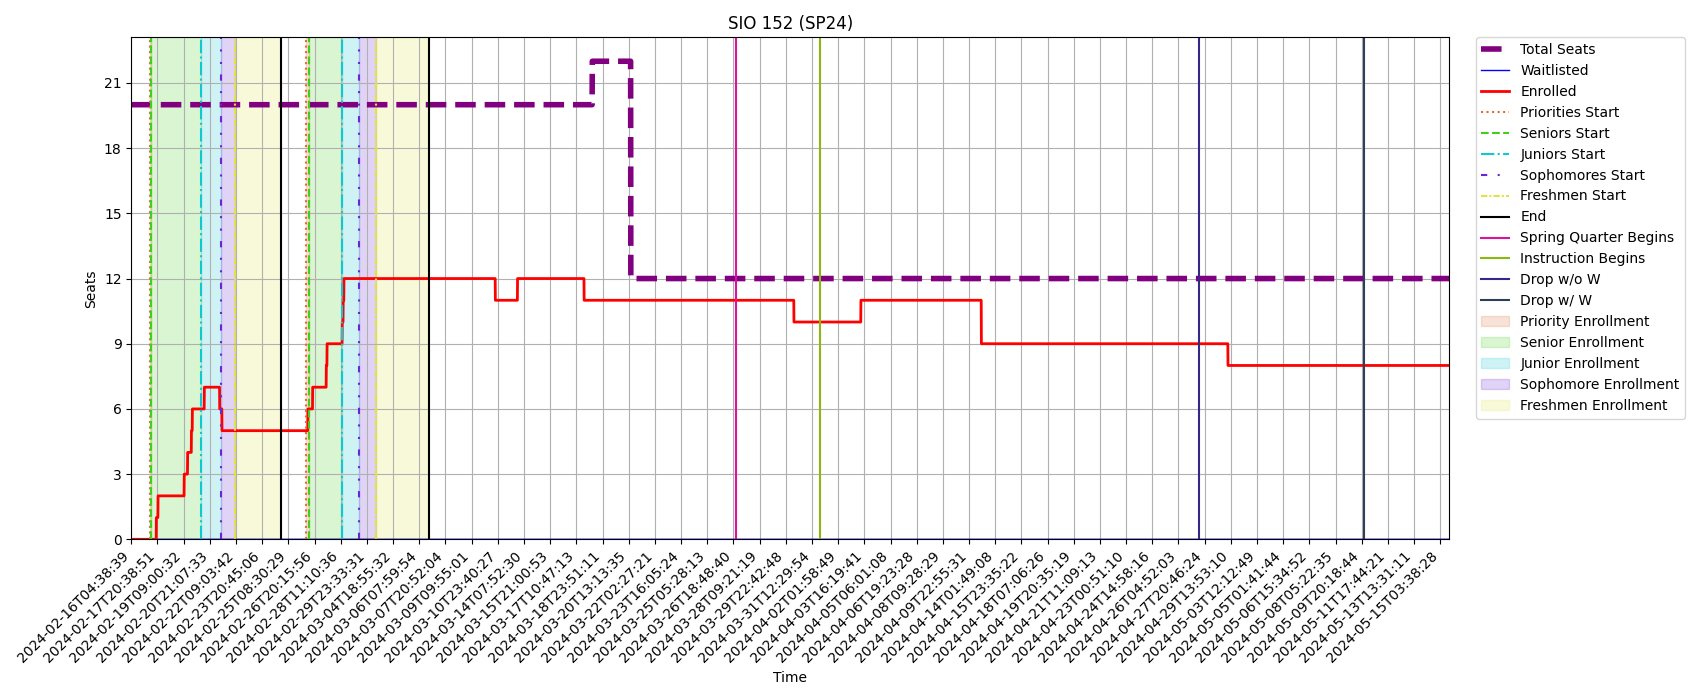 SIO 152 (SP24)
Seats
21
18
15
12
9
6
3
0
2024-02-16T04:38:39
2024-02-17T20:38:51
2024-02-19T09:00:32
2024-02-20T21:07:33
2024-02-22T09:03:42
2024-02-23T20:45:06
2024-02-25T08:30:29
2024-02-26T20:15:56
2024-02-28T11:10:36
2024-02-29T23:33:31
2024-03-04T18:55:32
2024-03-06T07:59:54
2024-03-07T20:52:04
2024-03-09T09:55:01
2024-03-10T23:40:27
2024-03-14T07:52:30
2024-03-15T21:00:53
2024-03-17T10:47:13
2024-03-18T23:51:11
2024-03-20T13:13:35
2024-03-22T02:27:21
2024-03-23T16:05:24
2024-03-25T05:28:13
2024-03-26T18:48:40
2024-03-28T09:21:19
2024-03-29T22:42:48
2024-03-31T12:29:54
2024-04-02T01:58:49
2024-04-03T16:19:41
2024-04-05T06:01:08
2024-04-06T19:23:28
2024-04-08T09:28:29
2024-04-09T22:55:31
2024-04-14T01:49:08
2024-04-15T23:35:22
2024-04-18T07:06:26
2024-04-19T20:35:19
2024-04-21T11:09:13
2024-04-23T00:51:10
2024-04-24T14:58:16
2024-04-26T04:52:03
2024-04-27T20:46:24
2024-04-29T13:53:10
2024-05-03T12:12:49
2024-05-05T01:41:44
2024-05-06T15:34:52
2024-05-08T05:22:35
2024-05-09T20:18:44
2024-05-11T17:44:21
2024-05-13T13:31:11
2024-05-15T03:38:28
Time
Total Seats
Waitlisted
Enrolled
Priorities Start
Seniors Start
Juniors Start
Sophomores Start
Freshmen Start
End
Spring Quarter Begins
Instruction Begins
Drop w/o W
Drop w/ W
Priority Enrollment
Senior Enrollment
Junior Enrollment
Sophomore Enrollment
Freshmen Enrollment